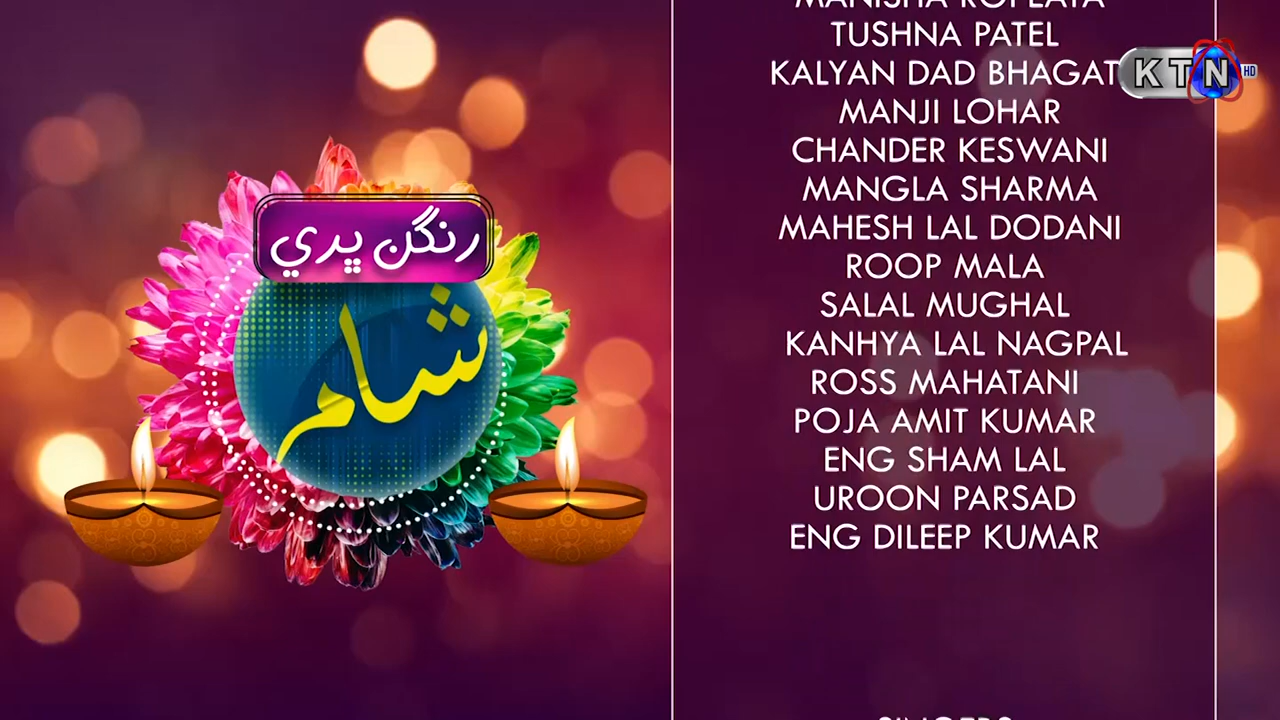 رنگن ڀري
شام
TUSHNA PATEL
KALYAN DAD BHAGAT
KTN HD
MANJI LOHAR
CHANDER KESWANI
MANGLA SHARMA
MAHESH LAL DODANI
ROOP MALA
SALAL MUGHAL
KANHYA LAL NAGPAL
ROSS MAHATANI
POJA AMIT KUMAR
ENG SHAM LAL
UROON PARSAD
ENG DILEEP KUMAR